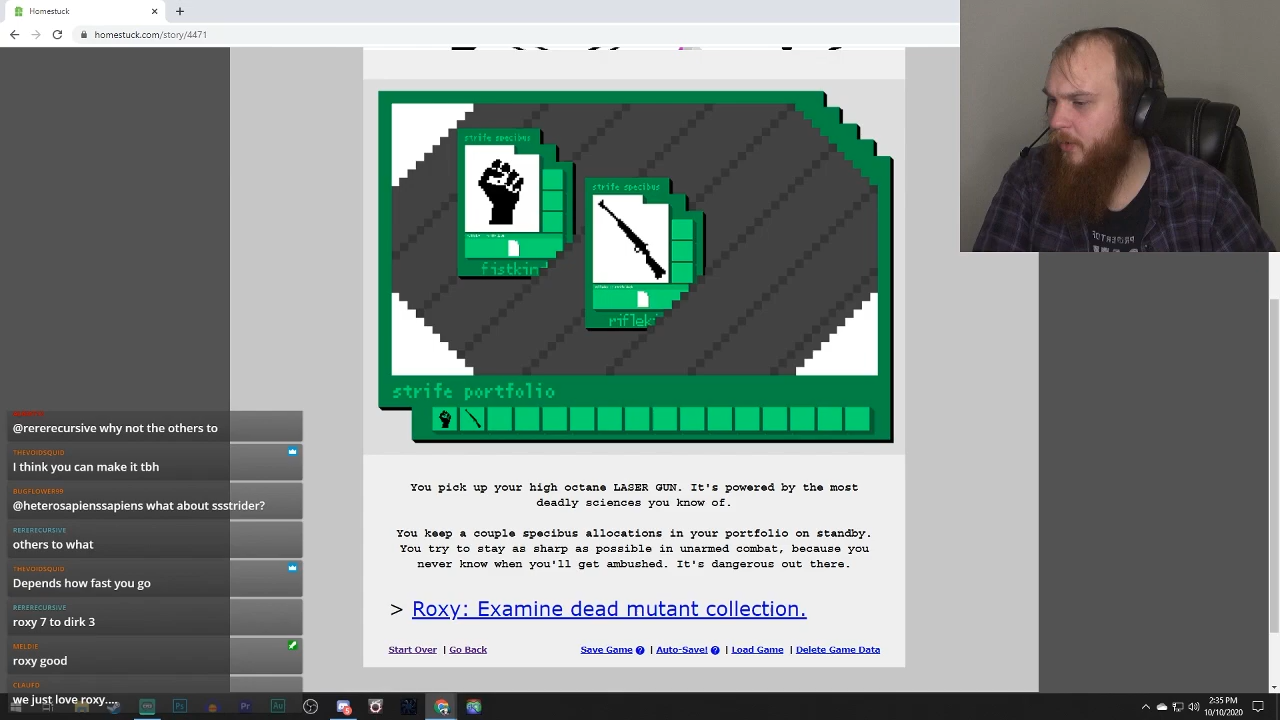 Homestuck
homestuck.com/story/4471
strife specibus
fistkin
strife specibus
rifleki
strife portfolio
You pick up your high octane LASER GUN. It's powered by the most
deadly sciences you know of.
You keep a couple specibus allocations in your portfolio on standby.
You try to stay as sharp as possible in unarmed combat, because you
never know when you'll get ambushed. It's dangerous out there.
> Roxy: Examine dead mutant collection.
Start Over | Go Back
Save Game ? | Auto-Save! ? | Load Game | Delete Game Data
@rererecursive why not the others to
THEVOIDSQUID
I think you can make it tbh
BUGFLOWER99
@heterosapienssapiens what about ssstrider?
RERERECURSIVE
others to what
THEVOIDSQUID
Depends how fast you go
RERERECURSIVE
roxy 7 to dirk 3
MELDIE
roxy good
CLAUFO
we just love roxy....
2:35 PM
10/10/2020